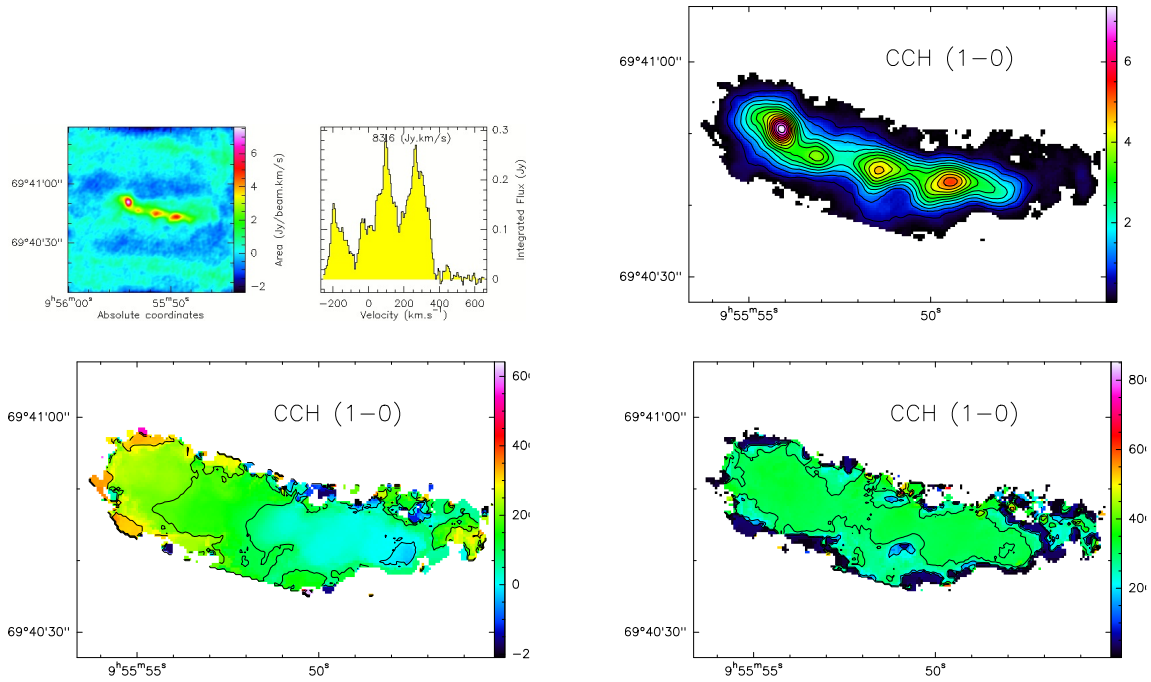 69°41'00"
69°40'30"
9ʰ56ᵐ00ˢ
55ᵐ50ˢ
Absolute coordinates
6
4
2
0
−2
Area (Jy/beam.km/s)
83.6 (Jy.km/s)
0.3
0.2
0.1
0
Integrated Flux (Jy)
−200 0 200 400 600
Velocity (km.s⁻¹)
CCH (1−0)
69°41'00"
69°40'30"
9ʰ55ᵐ55ˢ
50ˢ
6
4
2
CCH (1−0)
69°41'00"
69°40'30"
9ʰ55ᵐ55ˢ
50ˢ
0
−2
CCH (1−0)
69°41'00"
69°40'30"
9ʰ55ᵐ55ˢ
50ˢ